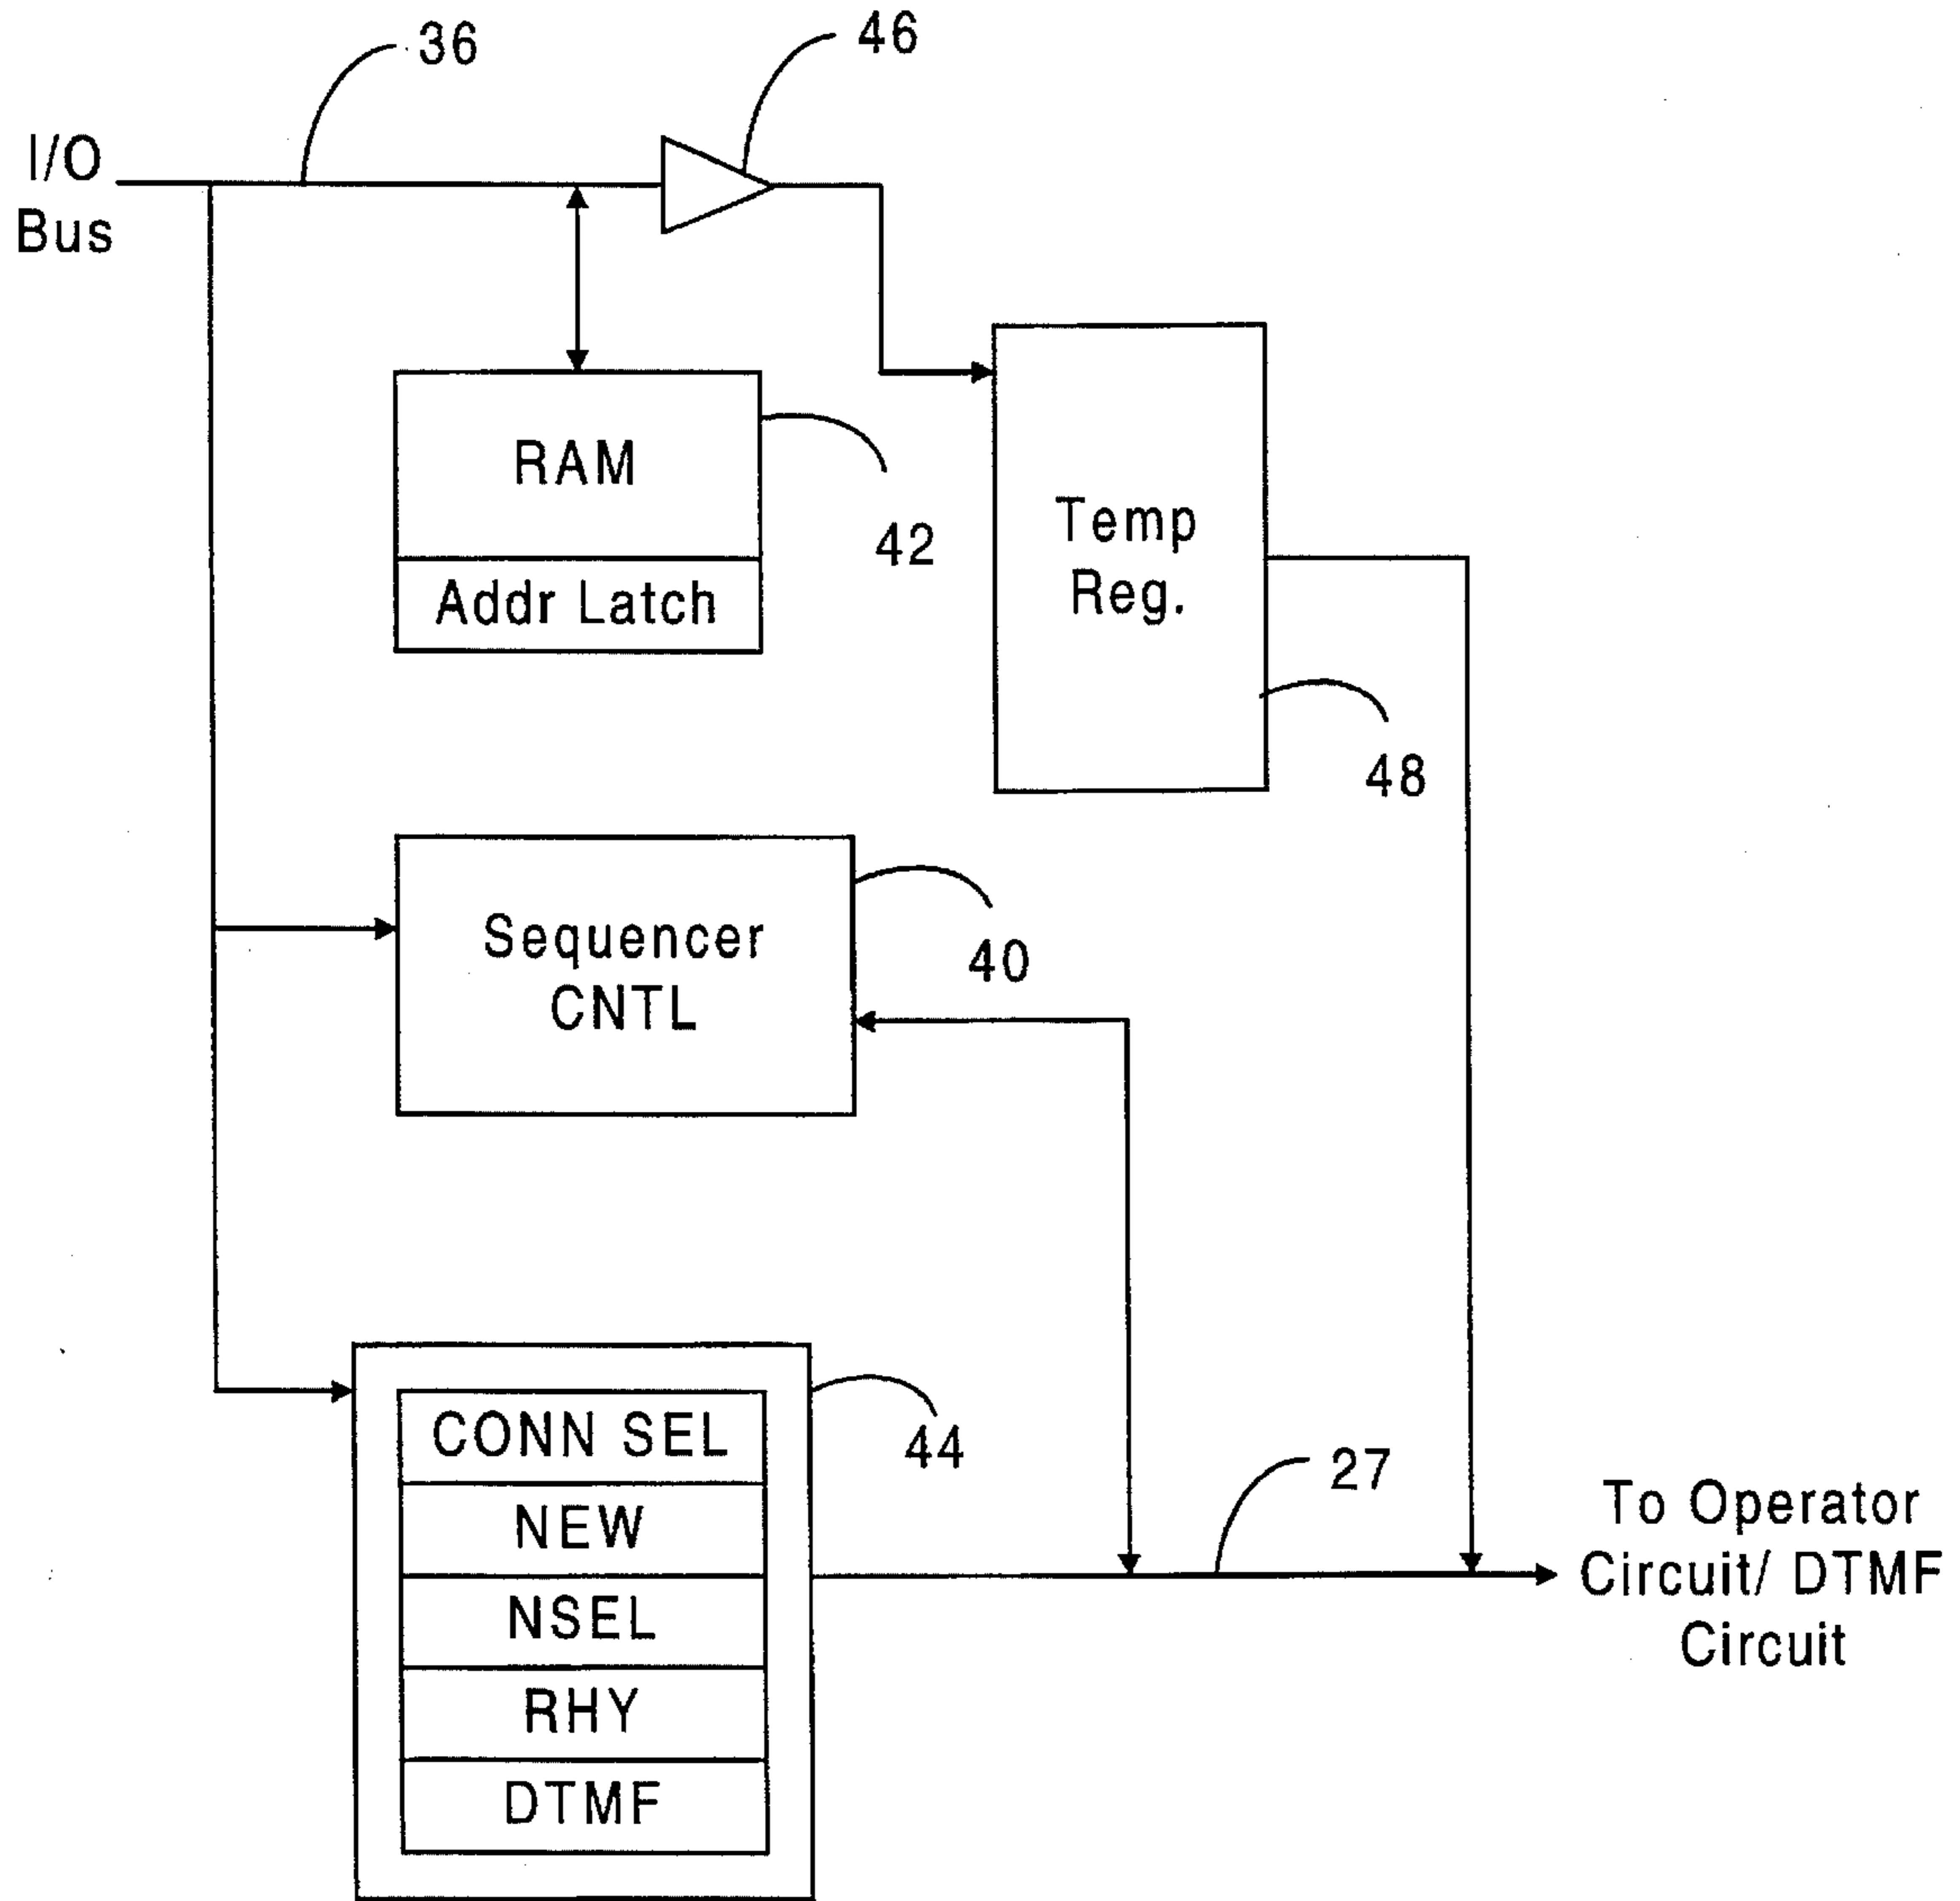 36
46
I/O
Bus
RAM
42
Addr Latch
Temp
Reg.
48
Sequencer
CNTL
40
CONN SEL
44
NEW
NSEL
RHY
DTMF
27
To Operator
Circuit/ DTMF
Circuit